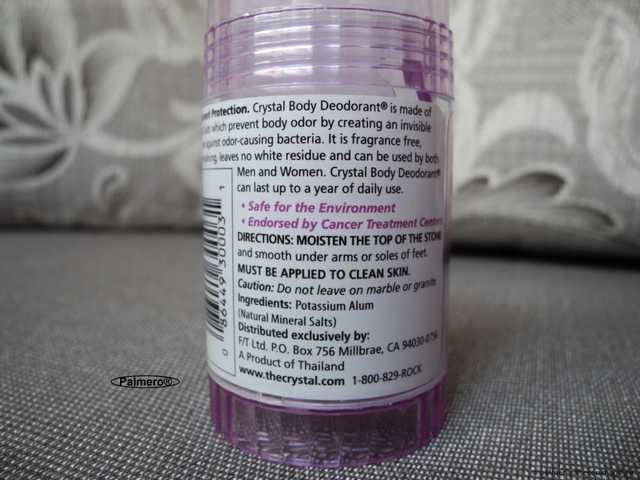 Protection. Crystal Body Deodorant® is made of
which prevent body odor by creating an invisible
against odor-causing bacteria. It is fragrance free,
leaves no white residue and can be used by both
Men and Women. Crystal Body Deodorant®
can last up to a year of daily use.
• Safe for the Environment
• Endorsed by Cancer Treatment Centers
DIRECTIONS: MOISTEN THE TOP OF THE STONE
and smooth under arms or soles of feet.
MUST BE APPLIED TO CLEAN SKIN.
Caution: Do not leave on marble or granite
Ingredients: Potassium Alum
(Natural Mineral Salts)
Distributed exclusively by:
F/T Ltd. P.O. Box 756 Millbrae, CA 94030-0756
A Product of Thailand
www.thecrystal.com 1-800-829-ROCK
0 86449 30003 1
Palmero®